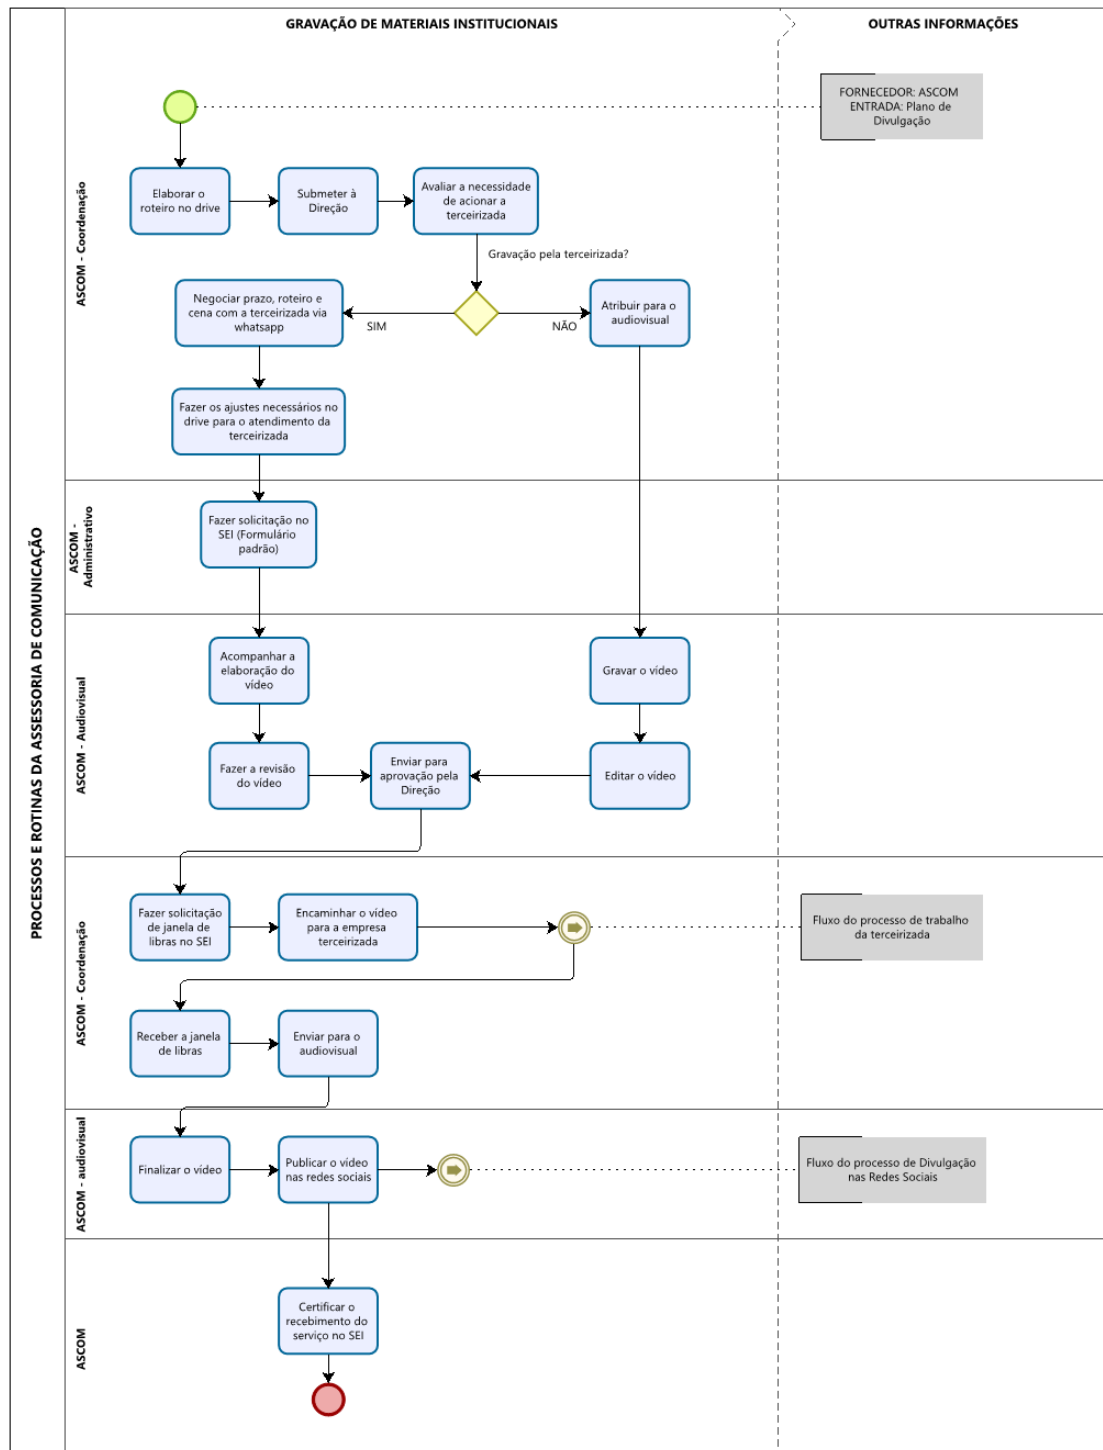 GRAVAÇÃO DE MATERIAIS INSTITUCIONAIS
OUTRAS INFORMAÇÕES
PROCESSOS E ROTINAS DA ASSESSORIA DE COMUNICAÇÃO
ASCOM - Coordenação
FORNECEDOR: ASCOM
ENTRADA: Plano de
Divulgação
Elaborar o
roteiro no drive
Submeter à
Direção
Avaliar a necessidade
de acionar a
terceirizada
Gravação pela terceirizada?
Negociar prazo, roteiro e
cena com a terceirizada via
whatsapp
SIM
NÃO
Atribuir para o
audiovisual
Fazer os ajustes necessários no
drive para o atendimento da
terceirizada
ASCOM -
Administrativo
Fazer solicitação no
SEI (Formulário
padrão)
ASCOM - Audiovisual
Acompanhar a
elaboração do
vídeo
Gravar o vídeo
Fazer a revisão
do vídeo
Enviar para
aprovação pela
Direção
Editar o vídeo
ASCOM - Coordenação
Fazer solicitação
de janela de
libras no SEI
Encaminhar o vídeo
para a empresa
terceirizada
Fluxo do processo de trabalho
da terceirizada
Receber a janela
de libras
Enviar para o
audiovisual
ASCOM - audiovisual
Finalizar o vídeo
Publicar o vídeo
nas redes sociais
Fluxo do processo de Divulgação
nas Redes Sociais
ASCOM
Certificar o
recebimento do
serviço no SEI